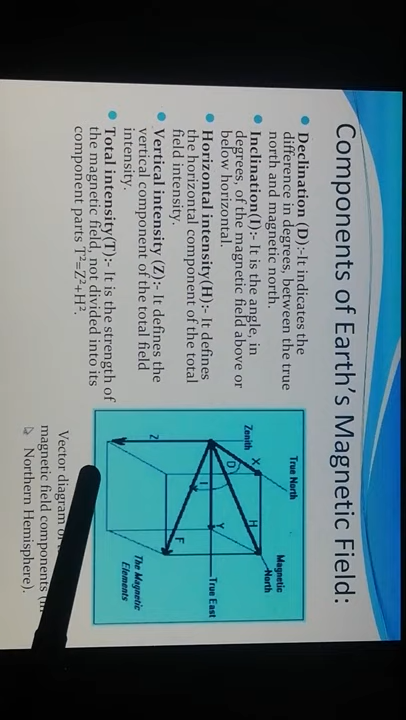 Components of Earth's Magnetic Field:
Declination (D):-It indicates the
difference in degrees, between the true
north and magnetic north.
Inclination(I):- It is the angle, in
degrees, of the magnetic field above or
below horizontal.
Horizontal intensity(H):- It defines
the horizontal component of the total
field intensity.
Vertical intensity (Z):- It defines the
vertical component of the total field
intensity.
Total intensity(T):- It is the strength of
the magnetic field, not divided into its
component parts T²=Z²+H².
True North
Magnetic
North
Zenith
X
H
D
I
Y
True East
Z
F
The Magnetic
Elements
Vector diagram
magnetic field components
Northern Hemisphere).